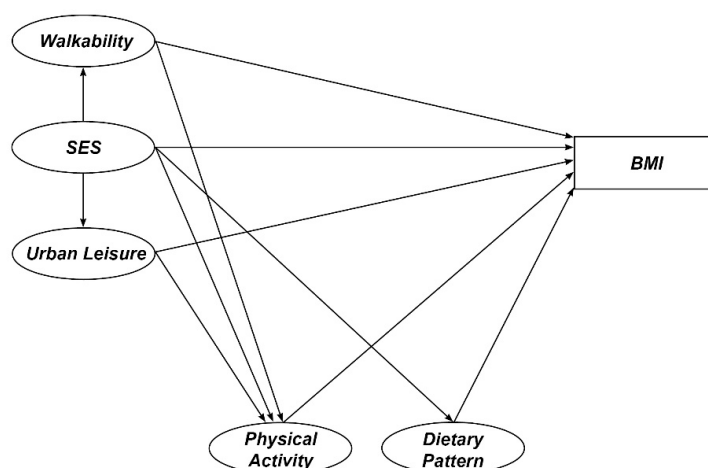 Walkability
SES
BMI
Urban Leisure
Physical
Activity
Dietary
Pattern